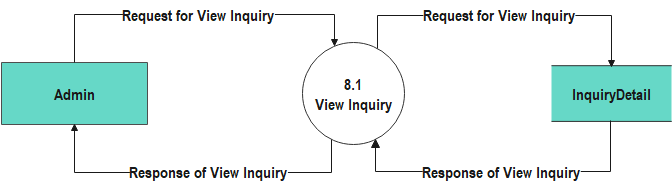 Request for View Inquiry
Request for View Inquiry
Admin
8.1
View Inquiry
InquiryDetail
Response of View Inquiry
Response of View Inquiry